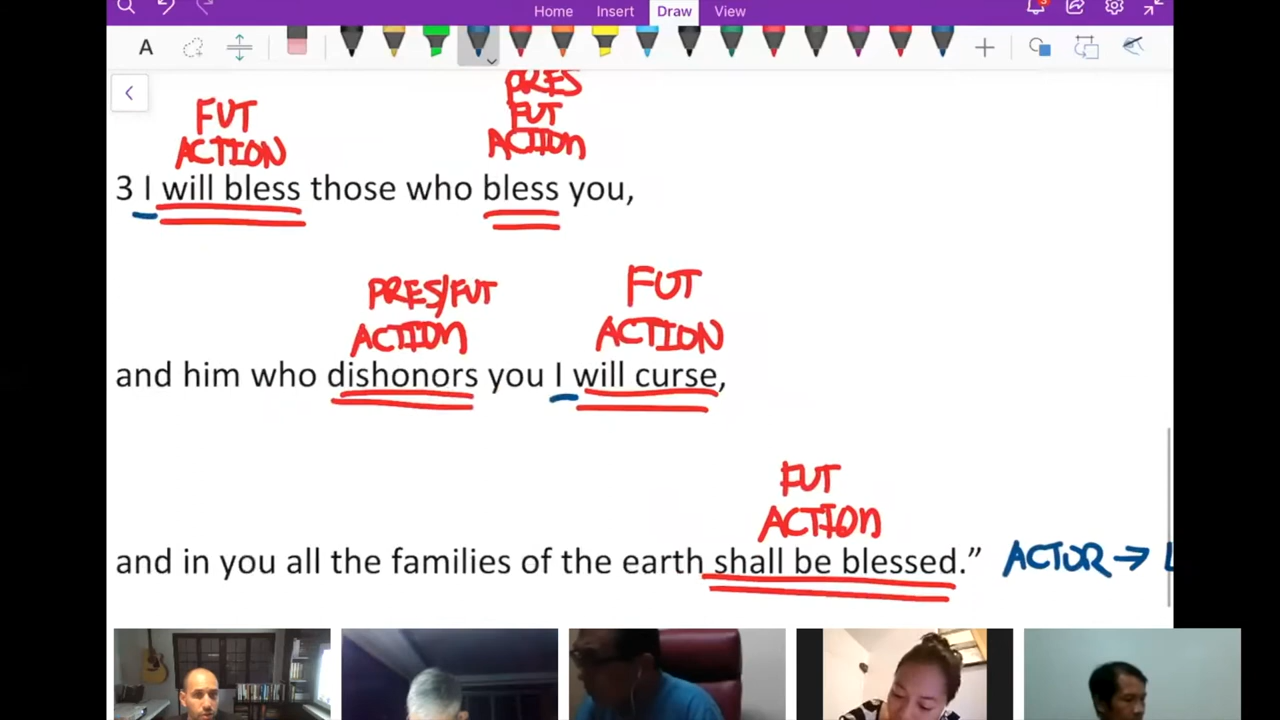 Home Insert Draw View
A
PRES
FUT FUT
ACTION ACTION
3 I will bless those who bless you,
PRES/FUT FUT
ACTION ACTION
and him who dishonors you I will curse,
FUT
ACTION
and in you all the families of the earth shall be blessed.” ACTOR →